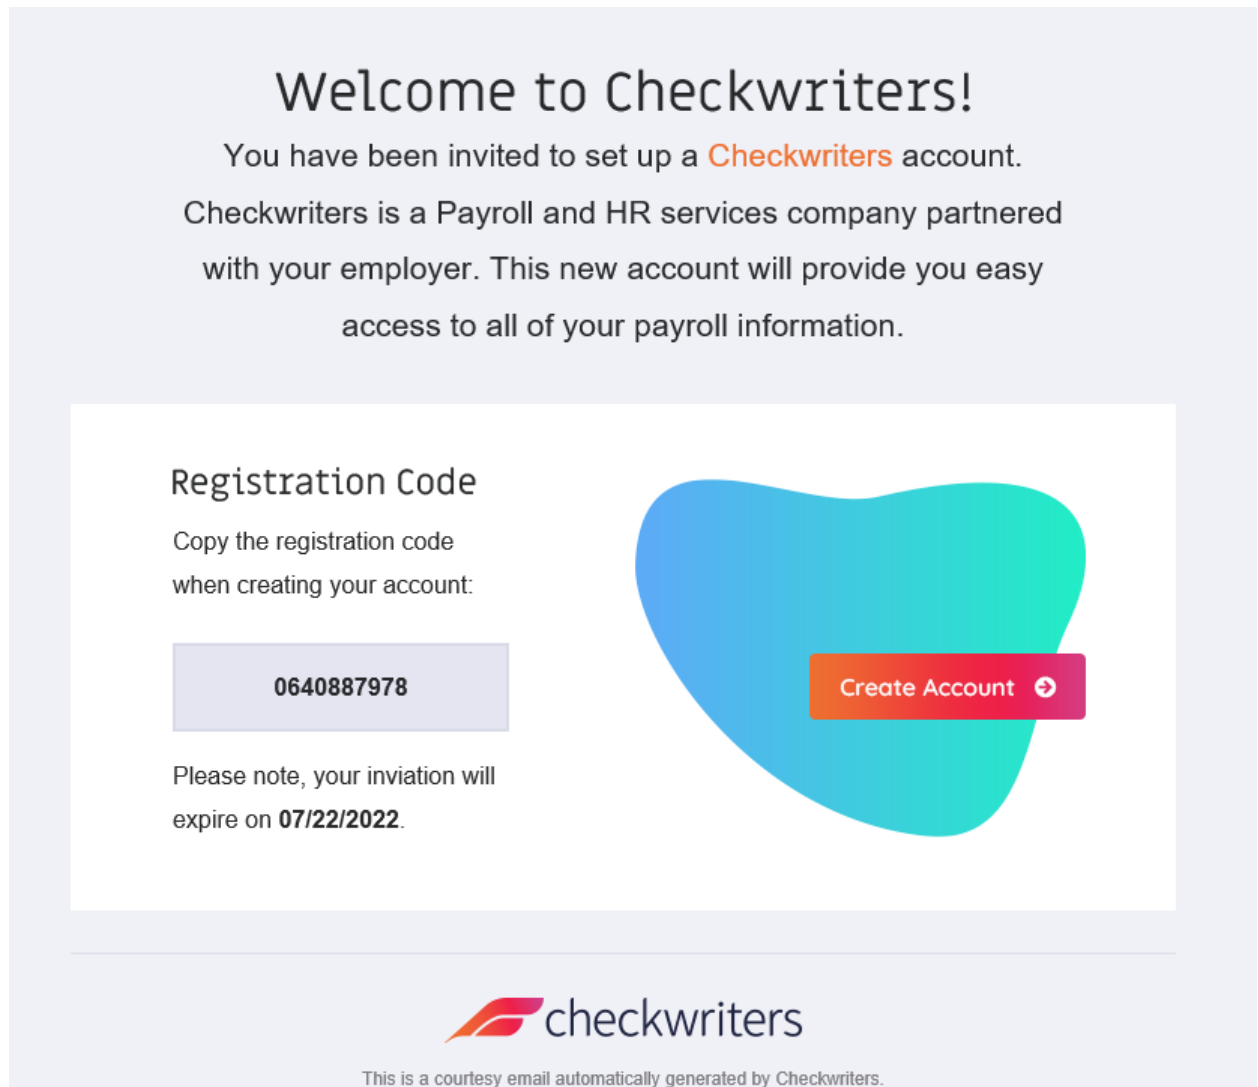 Welcome to Checkwriters!
You have been invited to set up a Checkwriters account.
Checkwriters is a Payroll and HR services company partnered
with your employer. This new account will provide you easy
access to all of your payroll information.
Registration Code
Copy the registration code
when creating your account:
0640887978
Please note, your inviation will
expire on 07/22/2022.
Create Account
checkwriters
This is a courtesy email automatically generated by Checkwriters.